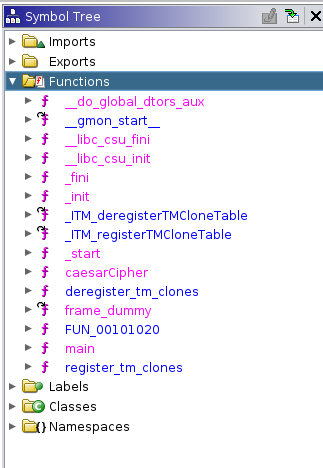 Symbol Tree
Imports
Exports
Functions
__do_global_dtors_aux
__gmon_start__
__libc_csu_fini
__libc_csu_init
_fini
_init
_ITM_deregisterTMCloneTable
_ITM_registerTMCloneTable
_start
caesarCipher
deregister_tm_clones
frame_dummy
FUN_00101020
main
register_tm_clones
Labels
Classes
Namespaces